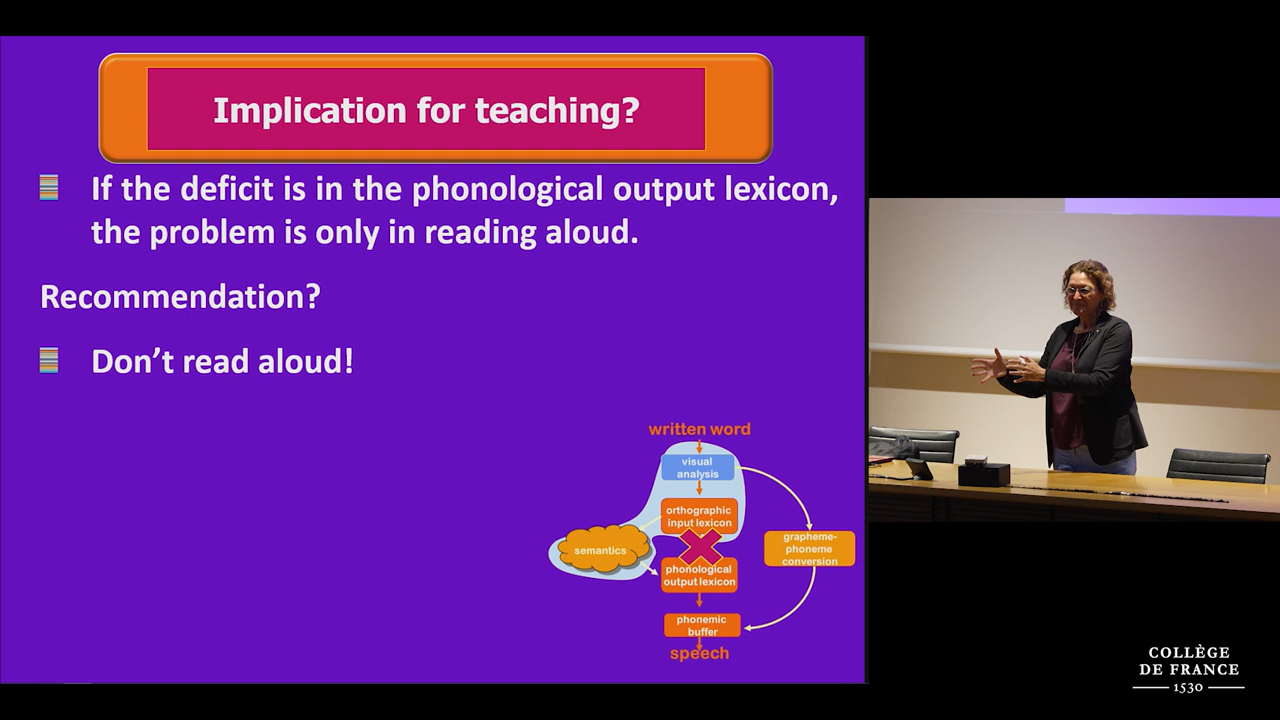 Implication for teaching?
If the deficit is in the phonological output lexicon,
the problem is only in reading aloud.
Recommendation?
Don’t read aloud!
written word
visual
analysis
orthographic
input lexicon
semantics
grapheme-
phoneme
conversion
phonological
output lexicon
phonemic
buffer
speech
COLLÈGE
DE FRANCE
1530